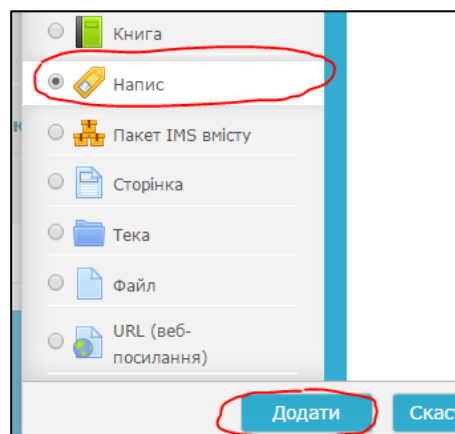 Книга
Напис
Пакет IMS вмісту
Сторінка
Тека
Файл
URL (веб-
посилання)
Додати